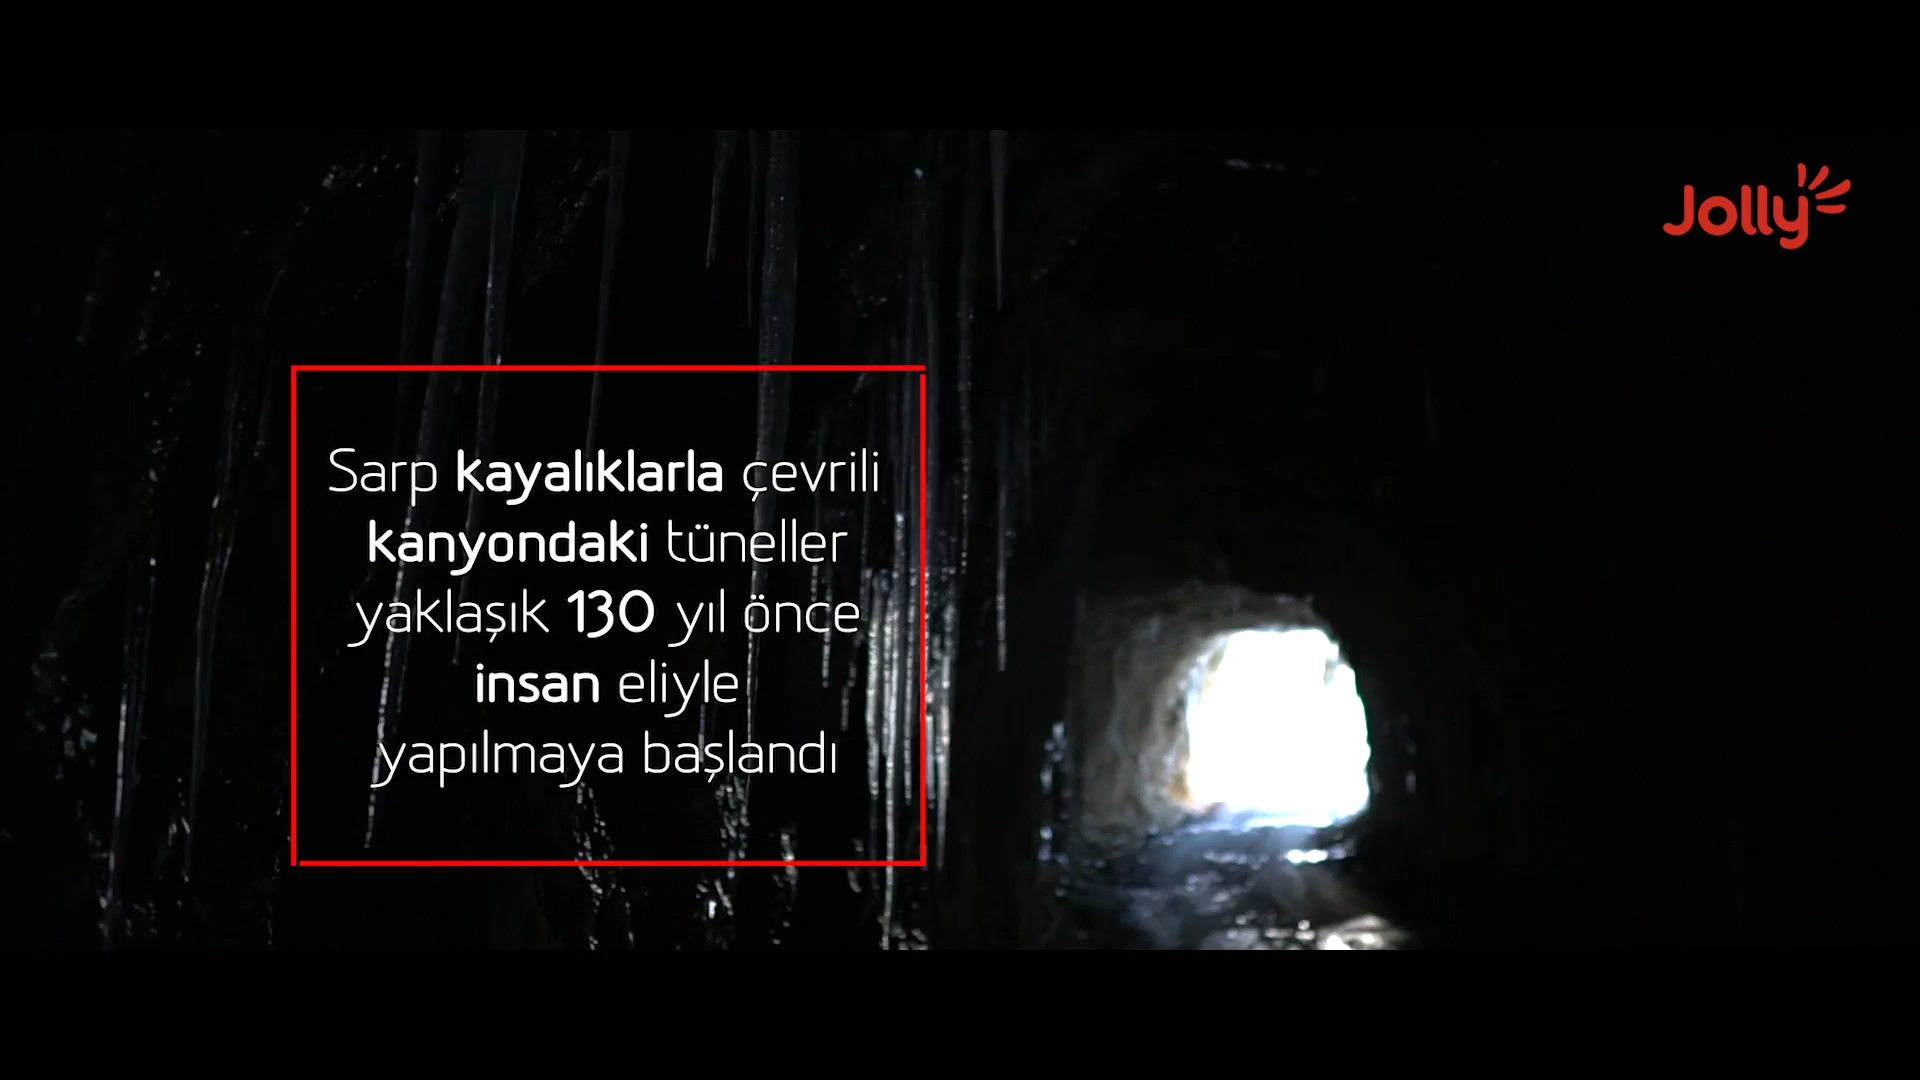 Jolly
Sarp kayalıklarla çevrili
kanyondaki tüneller
yaklaşık 130 yıl önce
insan eliyle
yapılmaya başlandı